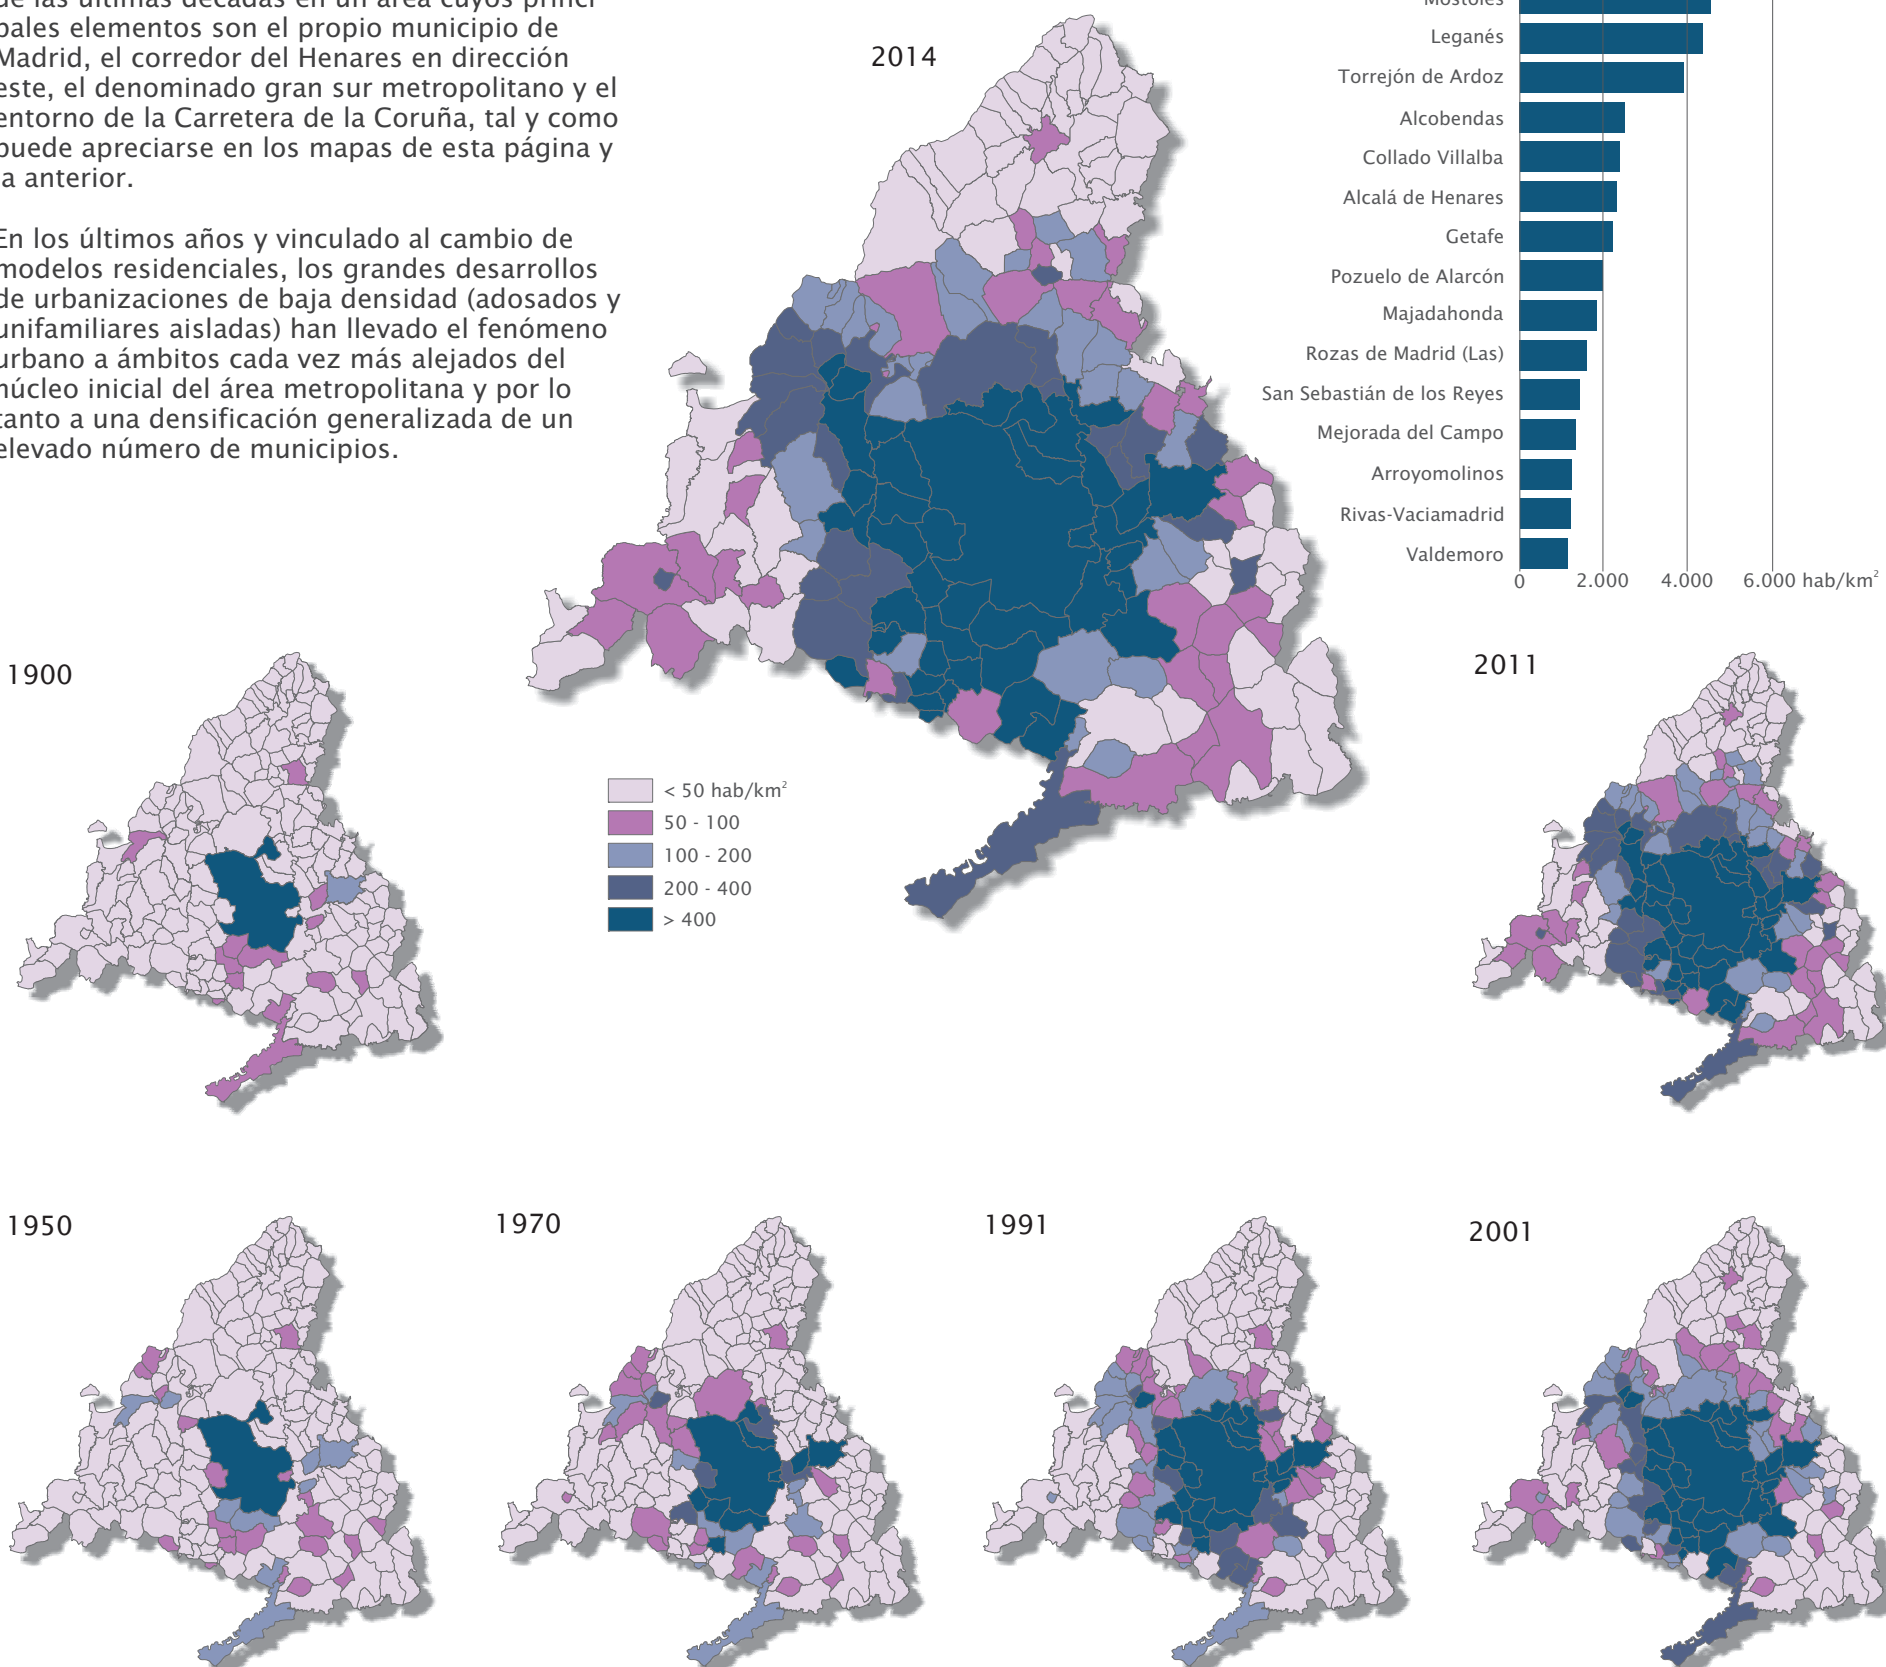 de las últimas décadas en un área cuyos princi
pales elementos son el propio municipio de
Madrid, el corredor del Henares en dirección
este, el denominado gran sur metropolitano y el
entorno de la Carretera de la Coruña, tal y como
puede apreciarse en los mapas de esta página y
la anterior.
En los últimos años y vinculado al cambio de
modelos residenciales, los grandes desarrollos
de urbanizaciones de baja densidad (adosados y
unifamiliares aisladas) han llevado el fenómeno
urbano a ámbitos cada vez más alejados del
núcleo inicial del área metropolitana y por lo
tanto a una densificación generalizada de un
elevado número de municipios.
2014
Móstoles
Leganés
Torrejón de Ardoz
Alcobendas
Collado Villalba
Alcalá de Henares
Getafe
Pozuelo de Alarcón
Majadahonda
Rozas de Madrid (Las)
San Sebastián de los Reyes
Mejorada del Campo
Arroyomolinos
Rivas-Vaciamadrid
Valdemoro
0 2.000 4.000 6.000 hab/km²
1900
2011
< 50 hab/km²
50 - 100
100 - 200
200 - 400
> 400
1950
1970
1991
2001